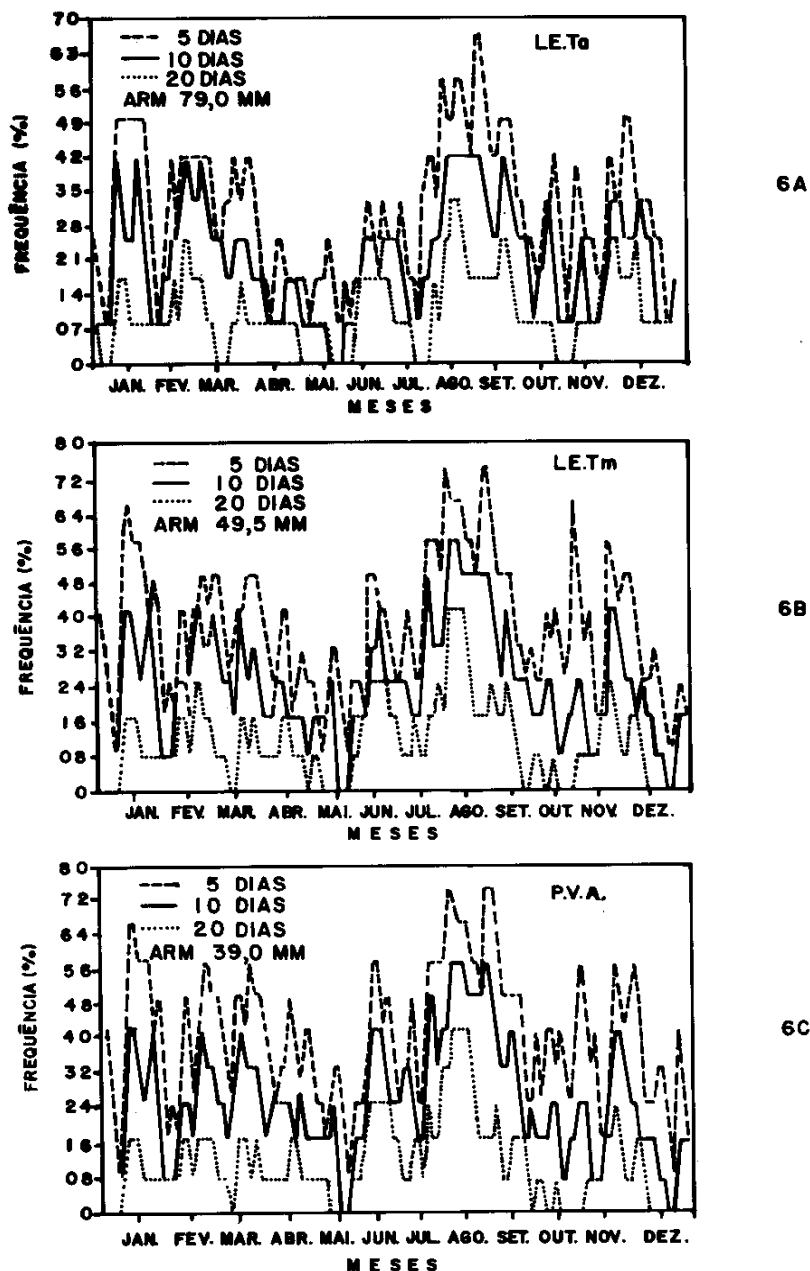 70
63
56
49
42
35
28
21
14
07
0
FREQUÊNCIA (%)
5 DIAS
10 DIAS
20 DIAS
ARM 79,0 MM
L.E.Ta
6A
JAN. FEV. MAR. ABR. MAI. JUN. JUL. AGO. SET. OUT. NOV. DEZ.
MESES
80
72
64
56
48
40
32
24
16
08
0
FREQUÊNCIA (%)
5 DIAS
10 DIAS
20 DIAS
ARM 49,5 MM
L.E.Tm
6B
JAN. FEV. MAR. ABR. MAI. JUN. JUL. AGO. SET. OUT. NOV. DEZ.
MESES
80
72
64
56
48
40
32
24
16
08
0
FREQUÊNCIA (%)
5 DIAS
10 DIAS
20 DIAS
ARM 39,0 MM
P.V.A.
6C
JAN. FEV. MAR. ABR. MAI. JUN. JUL. AGO. SET. OUT. NOV. DEZ.
MESES